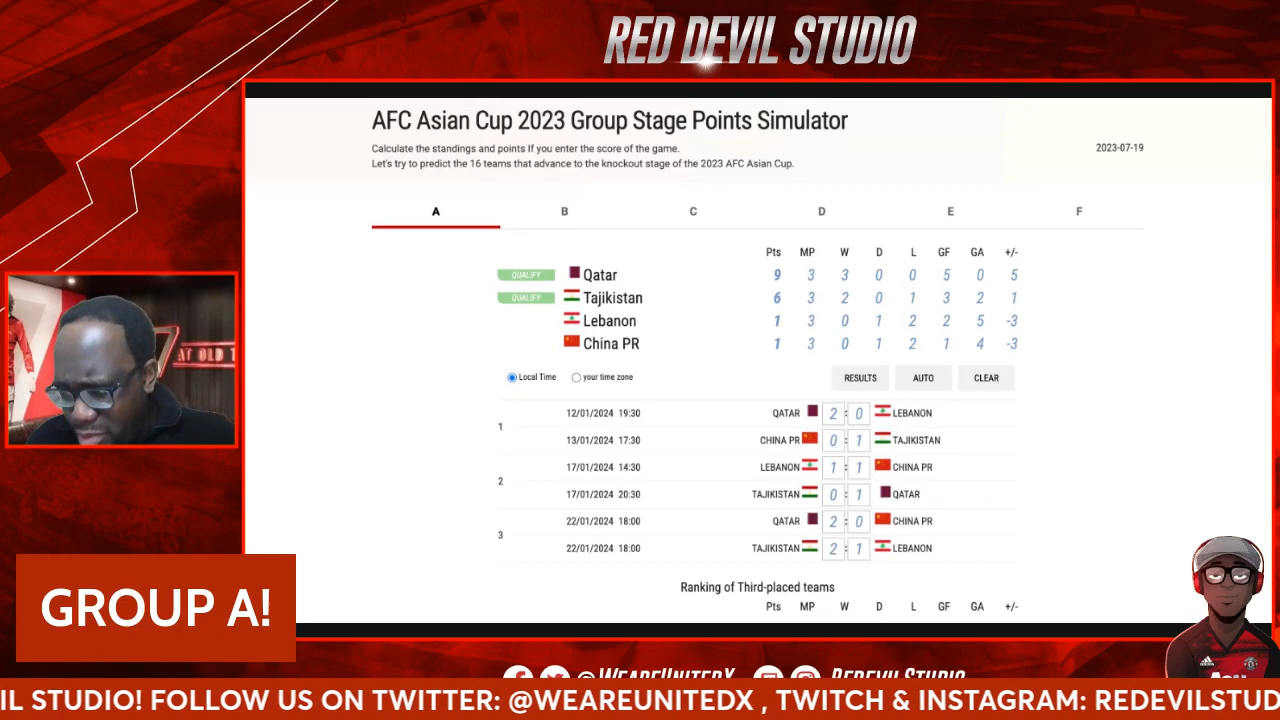 RED DEVIL STUDIO
AFC Asian Cup 2023 Group Stage Points Simulator
Calculate the standings and points If you enter the score of the game.
Let's try to predict the 16 teams that advance to the knockout stage of the 2023 AFC Asian Cup.
2023-07-19
A B C D E F
Pts MP W D L GF GA +/-
QUALIFY Qatar 9 3 3 0 0 5 0 5
QUALIFY Tajikistan 6 3 2 0 1 3 2 1
Lebanon 1 3 0 1 2 2 5 -3
China PR 1 3 0 1 2 1 4 -3
Local Time your time zone RESULTS AUTO CLEAR
1
12/01/2024 19:30 QATAR 2 : 0 LEBANON
13/01/2024 17:30 CHINA PR 0 : 1 TAJIKISTAN
2
17/01/2024 14:30 LEBANON 1 : 1 CHINA PR
17/01/2024 20:30 TAJIKISTAN 0 : 1 QATAR
3
22/01/2024 18:00 QATAR 2 : 0 CHINA PR
22/01/2024 18:00 TAJIKISTAN 2 : 1 LEBANON
Ranking of Third-placed teams
Pts MP W D L GF GA +/-
AT OLD T
GROUP A!
@WEAREUNITEDX REDEVILSTUDIO
IL STUDIO! FOLLOW US ON TWITTER: @WEAREUNITEDX , TWITCH & INSTAGRAM: REDEVILSTUD